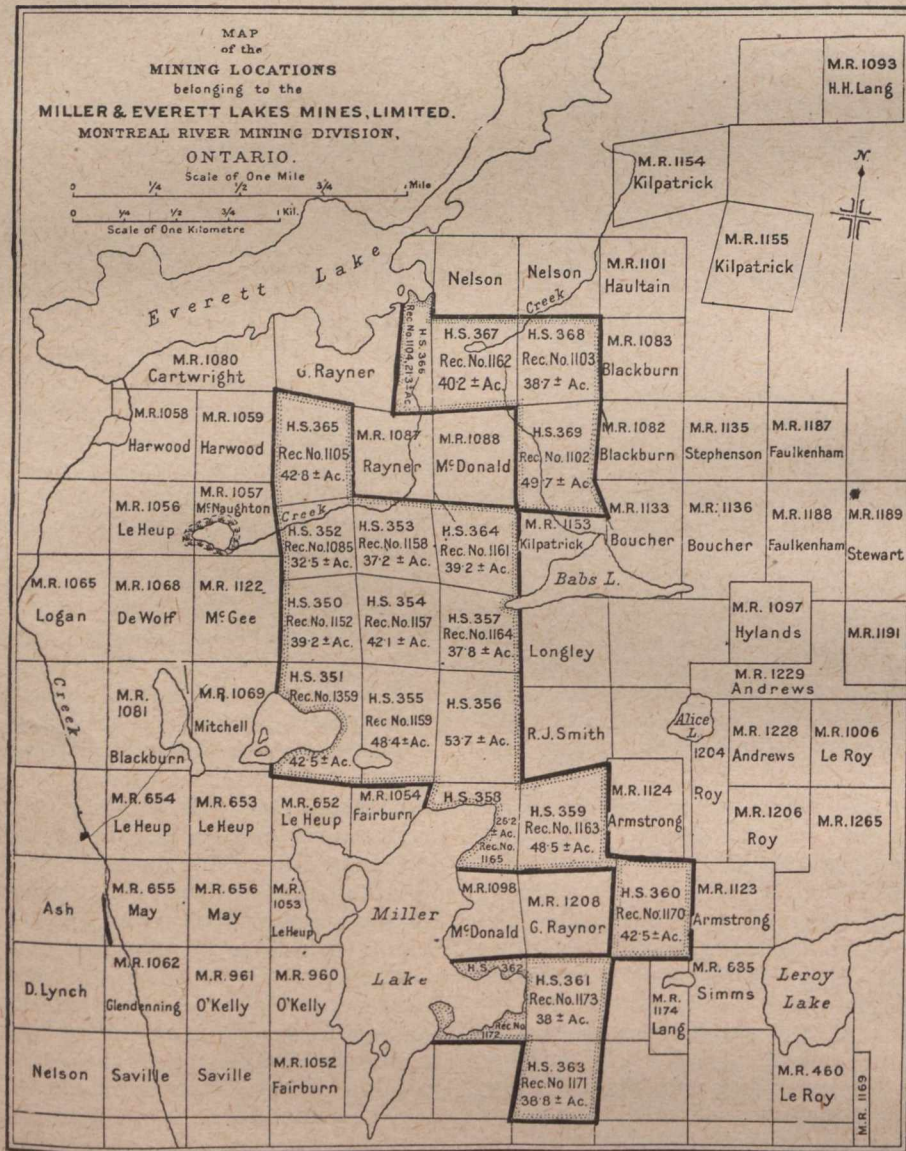 MAP
of the
MINING LOCATIONS
belonging to the
MILLER & EVERETT LAKES MINES, LIMITED.
MONTREAL RIVER MINING DIVISION,
ONTARIO.
Scale of One Mile
0 1/4 1/2 3/4 1 Mile
0 1/4 1/2 3/4 1 Kil.
Scale of One Kilometre
N.
M.R. 1093
H.H. Lang
M.R. 1154
Kilpatrick
M.R. 1155
Kilpatrick
Everett Lake
Nelson
Nelson
Creek
M.R. 1101
Haultain
H.S. 366
Rec. No. 1104, 21.3 ± Ac.
H.S. 367
Rec. No. 1162
40.2 ± Ac.
H.S. 368
Rec. No. 1103
38.7 ± Ac.
M.R. 1083
Blackburn
M.R. 1080
Cartwright
G. Rayner
M.R. 1058
Harwood
M.R. 1059
Harwood
H.S. 365
Rec. No. 1105
42.8 ± Ac.
M.R. 1087
Rayner
M.R. 1088
McDonald
H.S. 369
Rec. No. 1102
49.7 ± Ac.
M.R. 1082
Blackburn
M.R. 1135
Stephenson
M.R. 1187
Faulkenham
M.R. 1056
Le Heup
M.R. 1057
McNaughton
Creek
H.S. 352
Rec. No. 1085
32.5 ± Ac.
H.S. 353
Rec. No. 1158
37.2 ± Ac.
H.S. 364
Rec. No. 1161
39.2 ± Ac.
M.R. 1153
Kilpatrick
Babs L.
M.R. 1133
Boucher
M.R. 1136
Boucher
M.R. 1188
Faulkenham
M.R. 1189
Stewart
M.R. 1065
Logan
M.R. 1068
De Wolf
M.R. 1122
McGee
H.S. 350
Rec. No. 1152
39.2 ± Ac.
H.S. 354
Rec. No. 1157
42.1 ± Ac.
H.S. 357
Rec. No. 1164
37.8 ± Ac.
Longley
M.R. 1097
Hylands
M.R. 1191
Creek
M.R.
1081
Blackburn
M.R. 1069
Mitchell
H.S. 351
Rec. No. 1359
42.5 ± Ac.
H.S. 355
Rec No. 1159
48.4 ± Ac.
H.S. 356
53.7 ± Ac.
R.J. Smith
M.R. 1229
Andrews
Alice
L.
1204
Roy
M.R. 1228
Andrews
M.R. 1006
Le Roy
M.R. 654
Le Heup
M.R. 653
Le Heup
M.R. 652
Le Heup
M.R. 1054
Fairburn
H.S. 358
26.2
± Ac.
Rec. No.
1165
H.S. 359
Rec. No. 1163
48.5 ± Ac.
M.R. 1124
Armstrong
M.R. 1206
Roy
M.R. 1265
Ash
M.R. 655
May
M.R. 656
May
M.R.
1053
Le Heup
Miller
Lake
M.R. 1098
McDonald
M.R. 1208
G. Raynor
H.S. 360
Rec. No. 1170
42.5 ± Ac.
M.R. 1123
Armstrong
D. Lynch
M.R. 1062
Glendenning
M.R. 961
O'Kelly
M.R. 960
O'Kelly
H.S. 362
Rec. No
1172
H.S. 361
Rec. No. 1173
38 ± Ac.
M.R.
1174
Lang
M.R. 635
Simms
Leroy
Lake
Nelson
Saville
Saville
M.R. 1052
Fairburn
H.S. 363
Rec. No. 1171
38.8 ± Ac.
M.R. 460
Le Roy
M.R. 1169